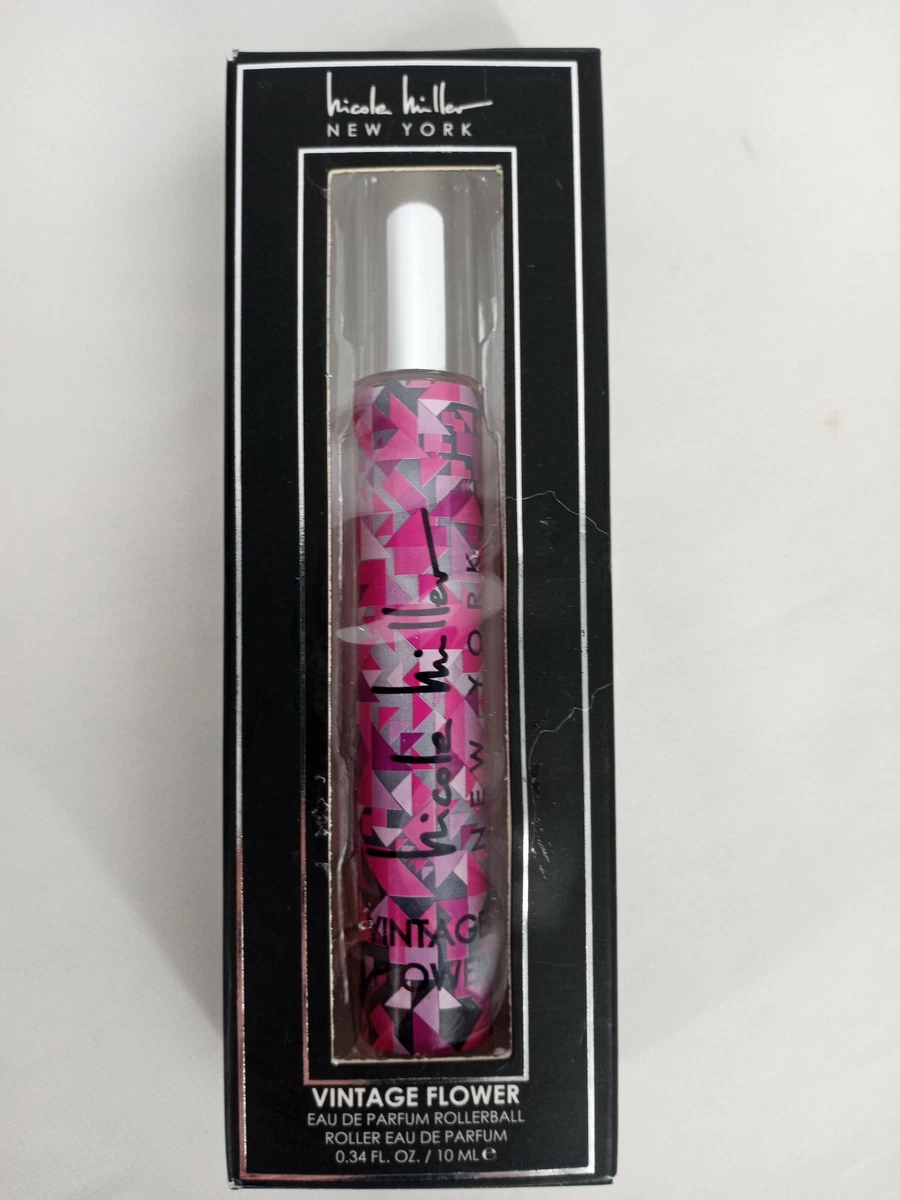 nicole miller
NEW YORK
nicole miller
NEW YORK
VINTAGE
FLOWER
VINTAGE FLOWER
EAU DE PARFUM ROLLERBALL
ROLLER EAU DE PARFUM
0.34 FL. OZ. / 10 ML ℮